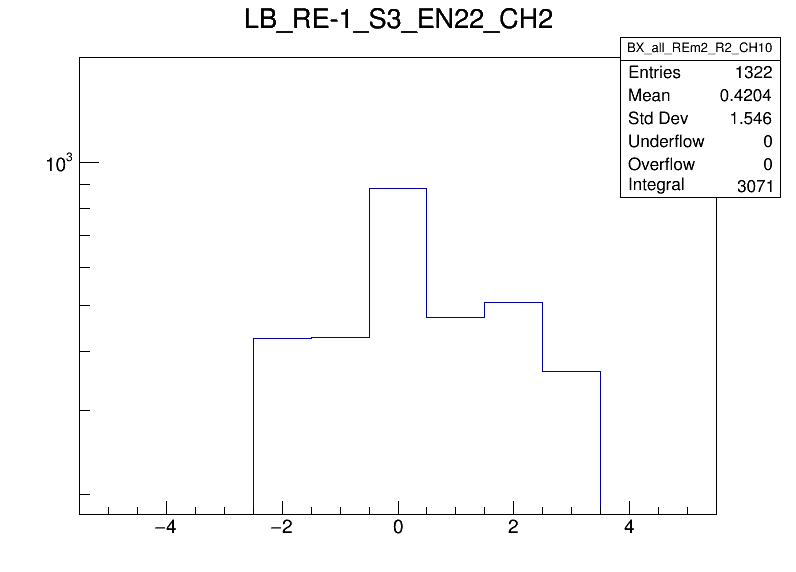 LB_RE-1_S3_EN22_CH2
BX_all_REm2_R2_CH10
Entries 1322
Mean 0.4204
Std Dev 1.546
Underflow 0
Overflow 0
Integral 3071
10³
−4 −2 0 2 4